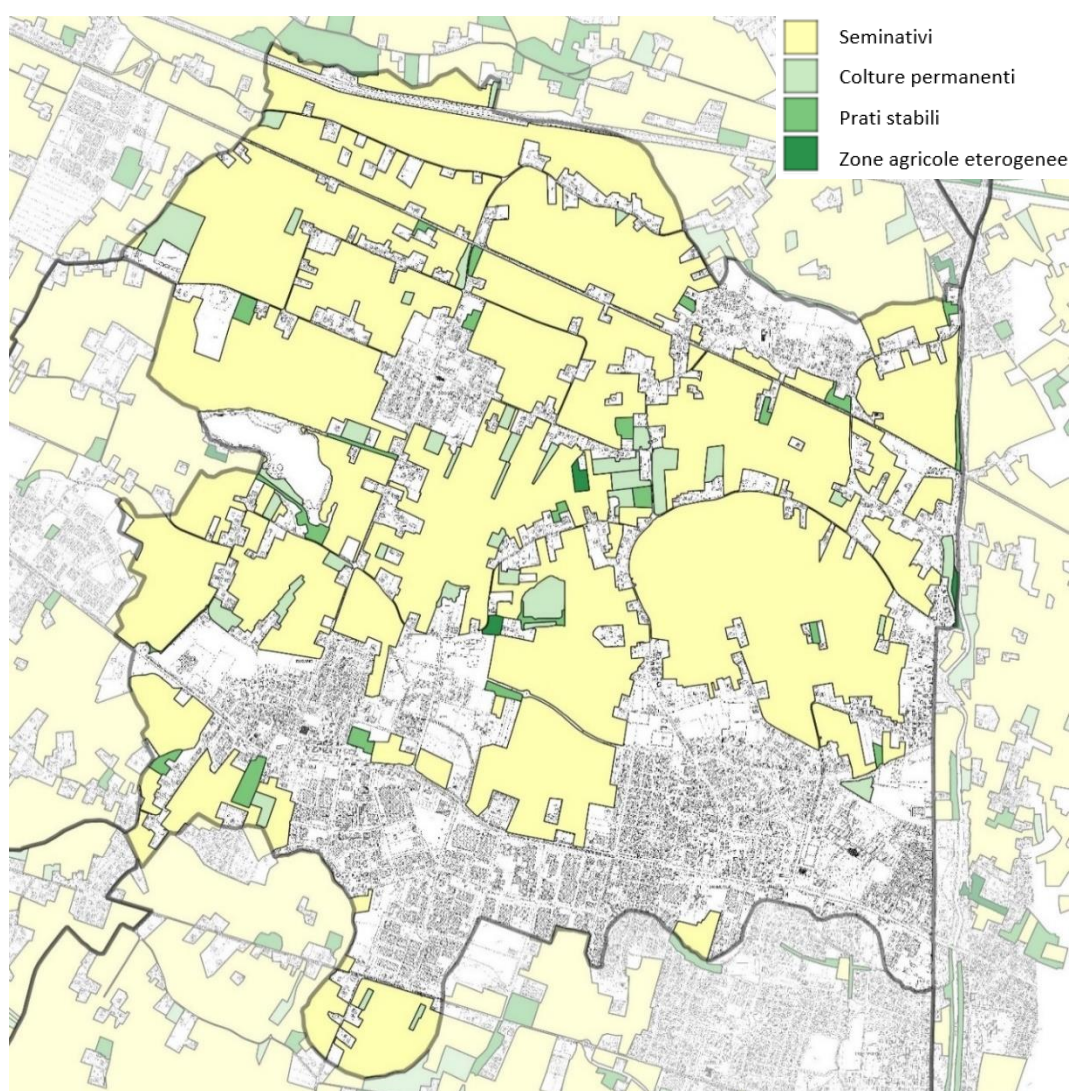 Seminativi
Colture permanenti
Prati stabili
Zone agricole eterogenee